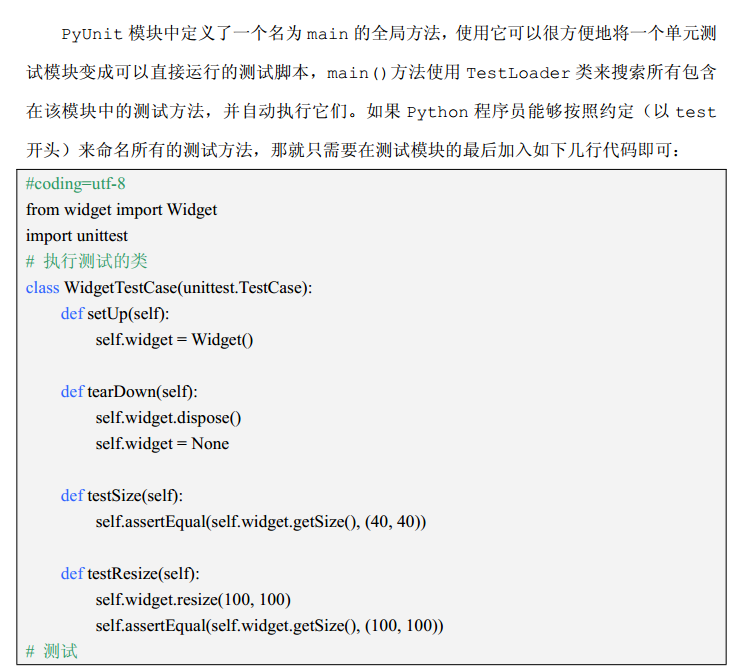 PyUnit 模块中定义了一个名为 main 的全局方法，使用它可以很方便地将一个单元测
试模块变成可以直接运行的测试脚本，main()方法使用 TestLoader 类来搜索所有包含
在该模块中的测试方法，并自动执行它们。如果 Python 程序员能够按照约定（以 test
开头）来命名所有的测试方法，那就只需要在测试模块的最后加入如下几行代码即可：
#coding=utf-8
from widget import Widget
import unittest
# 执行测试的类
class WidgetTestCase(unittest.TestCase):
def setUp(self):
self.widget = Widget()
def tearDown(self):
self.widget.dispose()
self.widget = None
def testSize(self):
self.assertEqual(self.widget.getSize(), (40, 40))
def testResize(self):
self.widget.resize(100, 100)
self.assertEqual(self.widget.getSize(), (100, 100))
# 测试